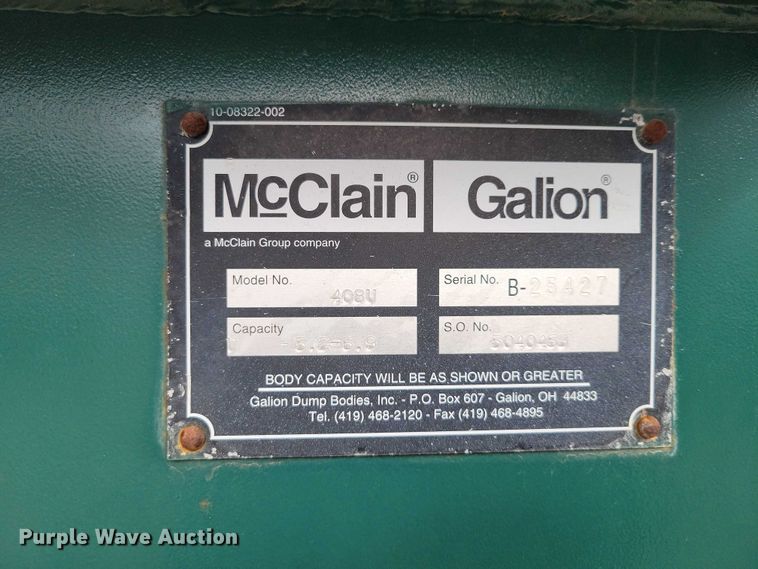 10-08322-002
McClain® Galion®
a McClain Group company
Model No. 408U
Serial No. B-25427
Capacity
S.O. No.
BODY CAPACITY WILL BE AS SHOWN OR GREATER
Galion Dump Bodies, Inc. - P.O. Box 607 - Galion, OH 44833
Tel. (419) 468-2120 - Fax (419) 468-4895
Purple Wave Auction